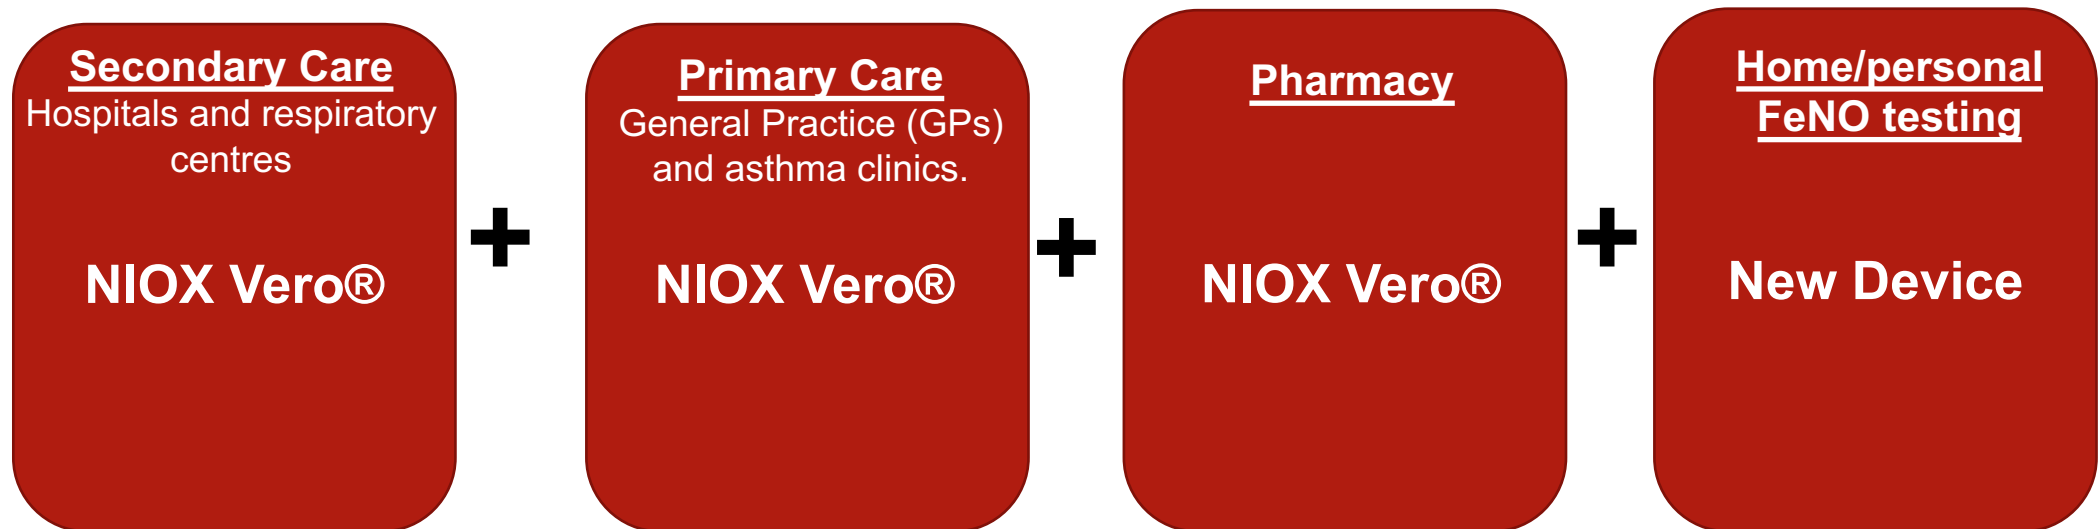 Secondary Care
Hospitals and respiratory
centres
NIOX Vero®
+
Primary Care
General Practice (GPs)
and asthma clinics.
NIOX Vero®
+
Pharmacy
NIOX Vero®
+
Home/personal
FeNO testing
New Device